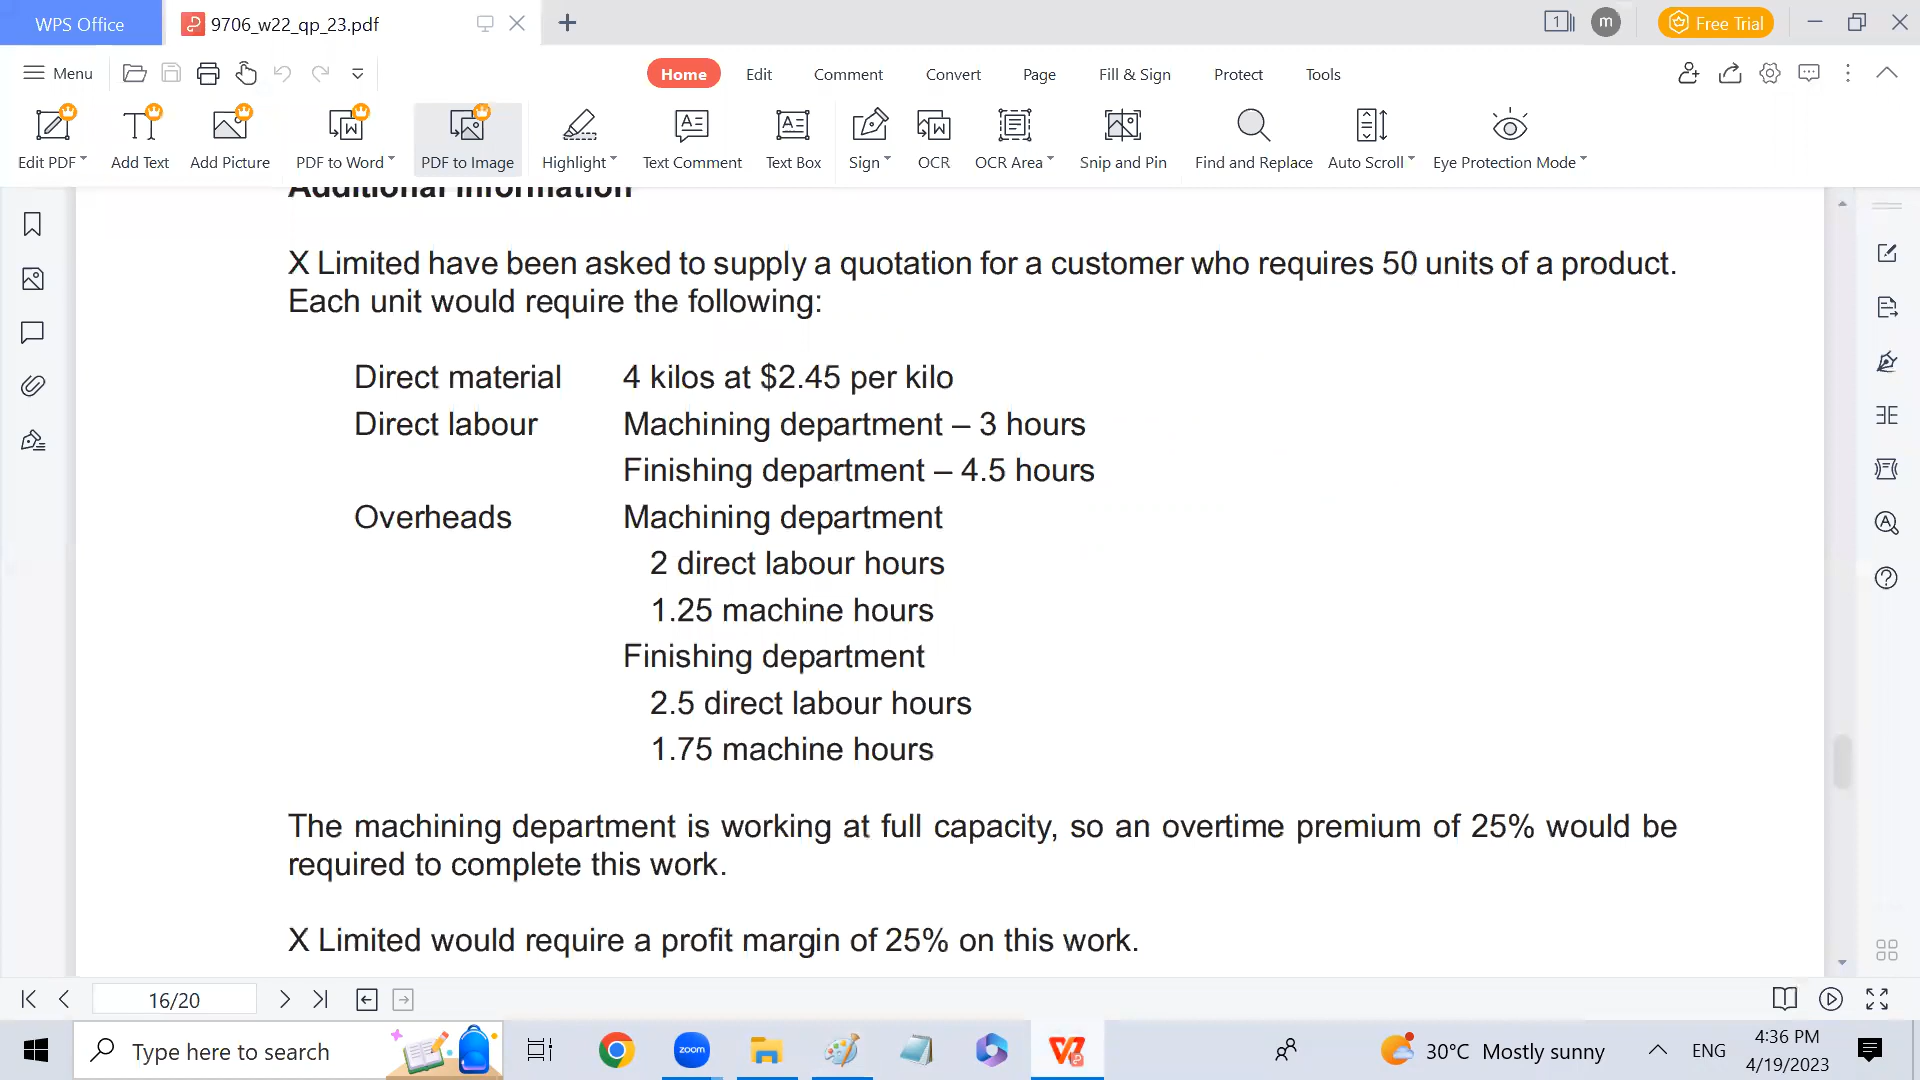 WPS Office
9706_w22_qp_23.pdf
1
m
Free Trial
Menu
Home
Edit
Comment
Convert
Page
Fill & Sign
Protect
Tools
Edit PDF
Add Text
Add Picture
PDF to Word
PDF to Image
Highlight
Text Comment
Text Box
Sign
OCR
OCR Area
Snip and Pin
Find and Replace
Auto Scroll
Eye Protection Mode
Additional information
X Limited have been asked to supply a quotation for a customer who requires 50 units of a product.
Each unit would require the following:
Direct material 4 kilos at $2.45 per kilo
Direct labour Machining department – 3 hours
Finishing department – 4.5 hours
Overheads Machining department
2 direct labour hours
1.25 machine hours
Finishing department
2.5 direct labour hours
1.75 machine hours
The machining department is working at full capacity, so an overtime premium of 25% would be
required to complete this work.
X Limited would require a profit margin of 25% on this work.
16/20
Type here to search
zoom
30°C Mostly sunny
ENG
4:36 PM
4/19/2023